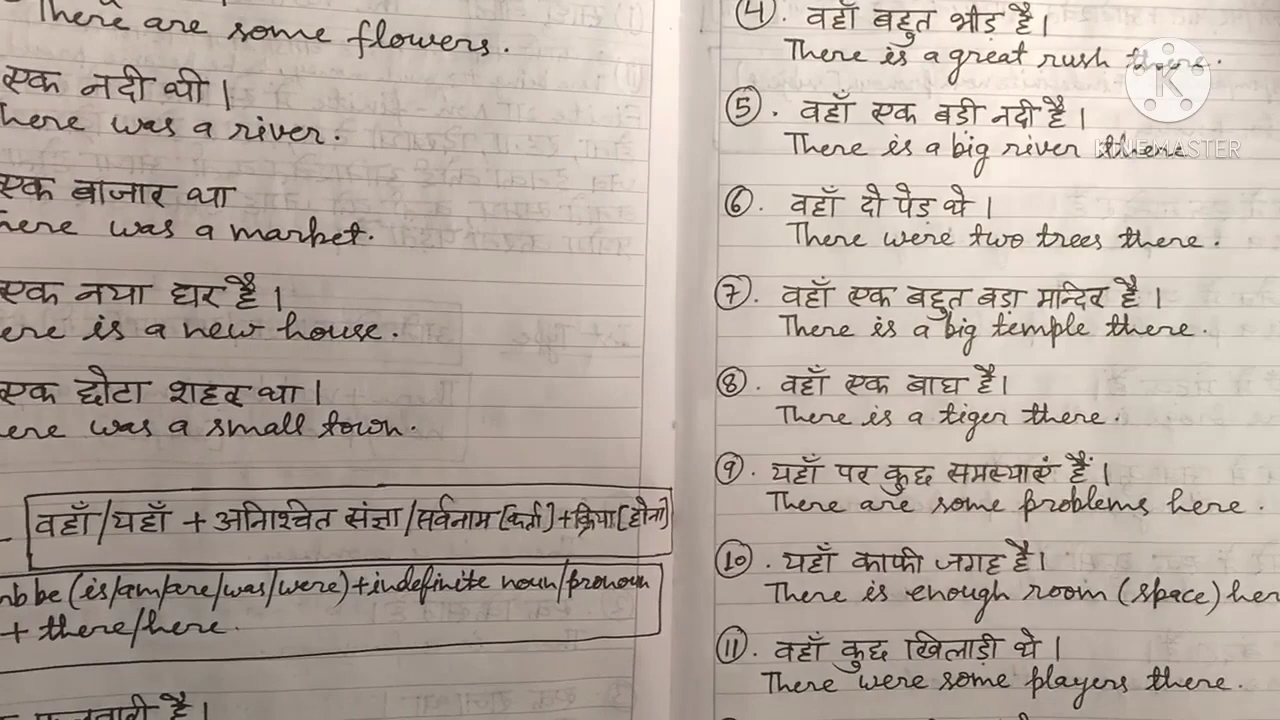 There are some flowers.
एक नदी थी।
here was a river.
एक बाजार था
here was a market.
एक नया घर है।
ere is a new house.
एक छोटा शहर था।
ere was a small town.
वहाँ/यहाँ + अनिश्चित संज्ञा/सर्वनाम [कर्ता] + क्रिया [होना]
rb be (is/am/are/was/were) + indefinite noun/pronoun
+ there/here.
है।
④. वहाँ बहुत भीड़ है।
There is a great rush there.
⑤. वहाँ एक बड़ी नदी है।
There is a big river there
⑥. वहाँ दो पेड़ थे।
There were two trees there.
⑦. वहाँ एक बहुत बड़ा मन्दिर है।
There is a big temple there.
⑧. वहाँ एक बाघ है।
There is a tiger there.
⑨. यहाँ पर कुछ समस्याएं हैं।
There are some problems here.
⑩. यहाँ काफी जगह है।
There is enough room (space) her
⑪. वहाँ कुछ खिलाड़ी थे।
There were some players there.
K
KINEMASTER